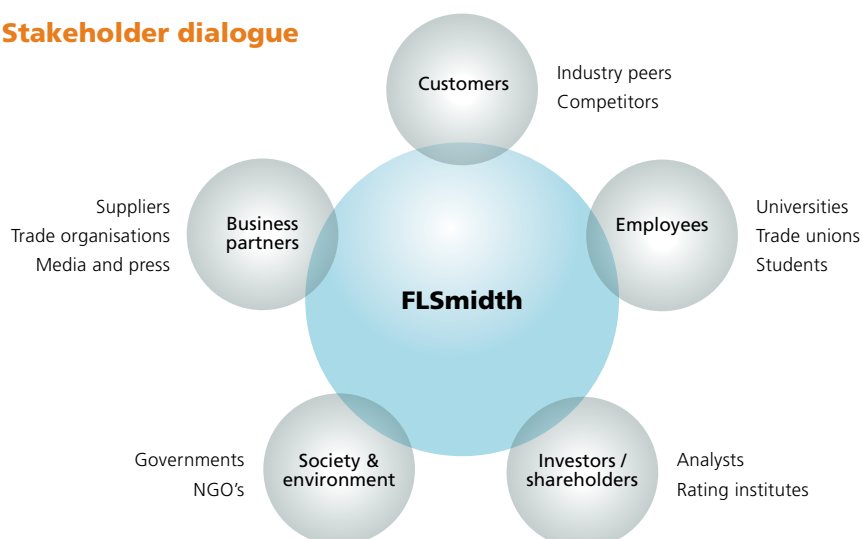 Stakeholder dialogue
Customers
Industry peers
Competitors
Suppliers
Trade organisations
Media and press
Business
partners
Employees
Universities
Trade unions
Students
FLSmidth
Governments
NGO's
Society &
environment
Investors /
shareholders
Analysts
Rating institutes